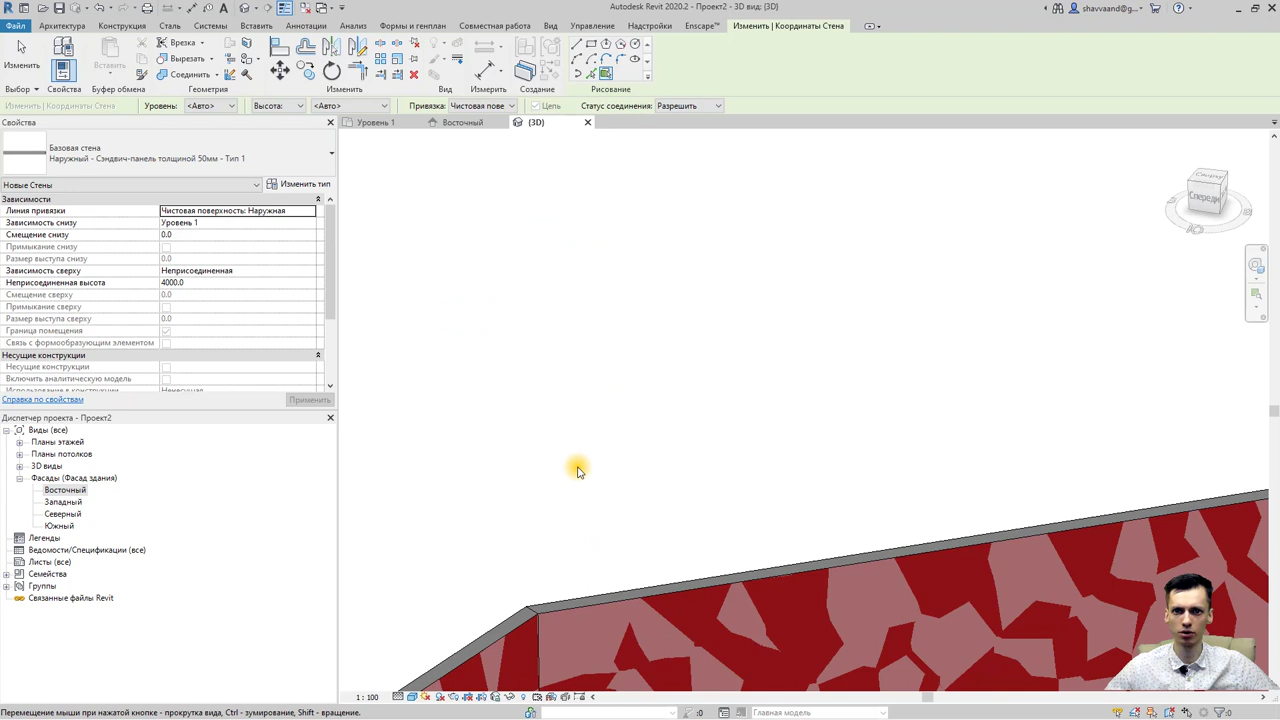 Autodesk Revit 2020.2 - Проект2 - 3D вид: {3D}
shavvaand@g...
Файл Архитектура Конструкция Сталь Системы Вставить Аннотации Анализ Формы и генплан Совместная работа Вид Управление Надстройки Enscape™ Изменить | Координаты Стена
Изменить
Вставить
Врезка
Вырезать
Соединить
Выбор Свойства Буфер обмена Геометрия Изменить Вид Измерить Создание Рисование
Изменить | Координаты Стена Уровень: <Авто> Высота: <Авто> Привязка: Чистовая пове Цепь Статус соединения: Разрешить
Свойства
Уровень 1
Восточный
{3D}
Базовая стена
Наружный - Сэндвич-панель толщиной 50мм - Тип 1
Новые Стены
Изменить тип
Зависимости
Линия привязки Чистовая поверхность: Наружная
Зависимость снизу Уровень 1
Смещение снизу 0.0
Примыкание снизу
Размер выступа снизу 0.0
Зависимость сверху Неприсоединенная
Неприсоединенная высота 4000.0
Смещение сверху 0.0
Примыкание сверху
Размер выступа сверху 0.0
Граница помещения
Связь с формообразующим элементом
Несущие конструкции
Несущие конструкции
Включить аналитическую модель
Использование в конструкции Ненесущая
Справка по свойствам
Применить
Диспетчер проекта - Проект2
Виды (все)
Планы этажей
Планы потолков
3D виды
Фасады (Фасад здания)
Восточный
Западный
Северный
Южный
Легенды
Ведомости/Спецификации (все)
Листы (все)
Семейства
Группы
Связанные файлы Revit
Спереди
1 : 100
Перемещение мыши при нажатой кнопке - прокрутка вида, Ctrl - зумирование, Shift - вращение.
:0
Главная модель
:0